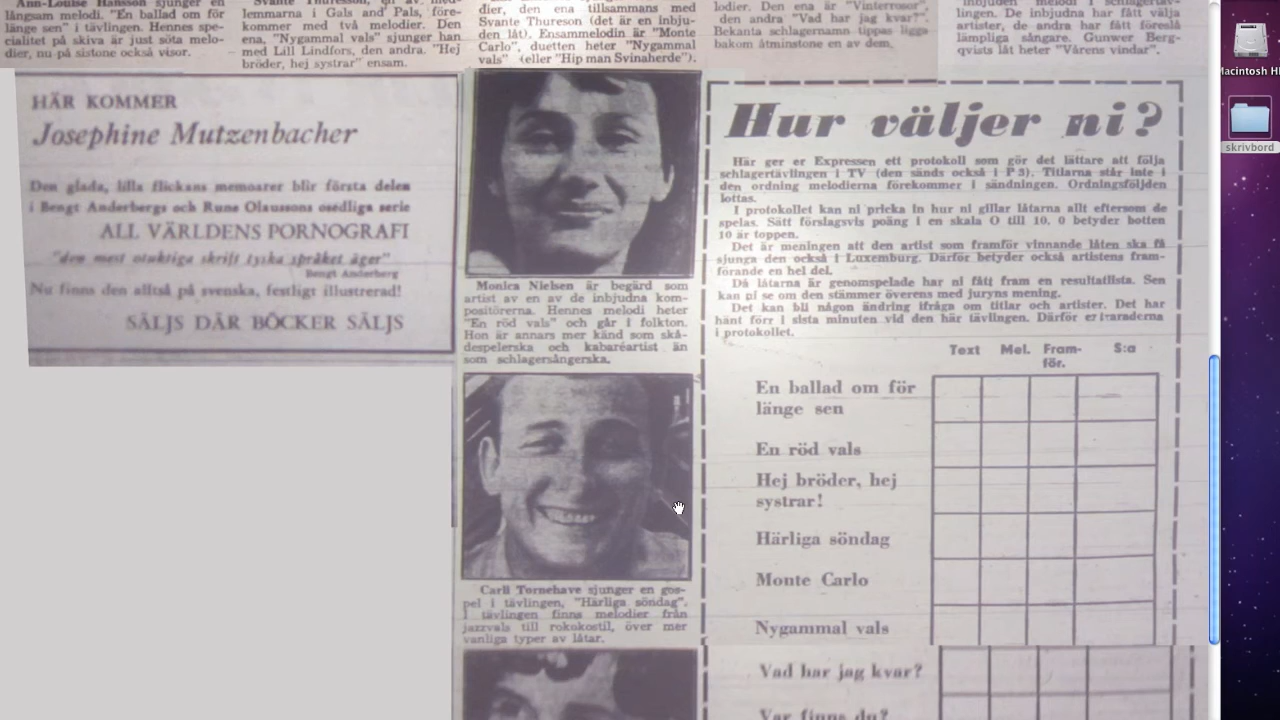 Ann-Louise Hansson sjunger en
långsam melodi. "En ballad om för
länge sen" i tävlingen. Hennes spe-
cialitet på skiva är just söta melo-
dier, nu på sistone också visor.
lemmarna i Gals and Pals, före-
kommer med två melodier. Den
ena, "Nygammal vals" sjunger han
med Lill Lindfors, den andra. "Hej
bröder, hej systrar" ensam.
dier, den ena tillsammans med
Svante Thureson (det är en inbju-
den låt). Ensammelodin är "Monte
Carlo", duetten heter "Nygammal
vals" (eller "Hip man Svinaherde").
lodier. Den ena är "Vinterrosor"
den andra "Vad har jag kvar?".
Bekanta schlagernamn tippas ligga
bakom åtminstone en av dem.
lingen. De inbjudna har fått välja
artister, de andra har fått föreslå
lämpliga sångare. Gunwer Berg-
qvists låt heter "Vårens vindar".
HÄR KOMMER
Josephine Mutzenbacher
Den glada, lilla flickans memoarer blir första delen
i Bengt Anderbergs och Rune Olaussons osedliga serie
ALL VÄRLDENS PORNOGRAFI
"den mest otuktiga skrift tyska språket äger"
Bengt Anderberg
Nu finns den alltså på svenska, festligt illustrerad!
SÄLJS DÄR BÖCKER SÄLJS
Monica Nielsen är begärd som
artist av en av de inbjudna kom-
positörerna. Hennes melodi heter
"En röd vals" och går i folkton.
Hon är annars mer känd som skå-
despelerska och kabaréartist än
som schlagersångerska.
Carli Tornehave sjunger en gos-
pel i tävlingen, "Härliga söndag".
I tävlingen finns melodier från
jazzvals till rokokostil, över mer
vanliga typer av låtar.
Hur väljer ni?
Här ger er Expressen ett protokoll som gör det lättare att följa
schlagertävlingen i TV (den sänds också i P 3). Titlarna står inte i
den ordning melodierna förekommer i sändningen. Ordningsföljden
lottas.
I protokollet kan ni pricka in hur ni gillar låtarna allt eftersom de
spelas. Sätt förslagsvis poäng i en skala 0 till 10. 0 betyder botten
10 är toppen.
Det är meningen att den artist som framför vinnande låten ska få
sjunga den också i Luxemburg. Därför betyder också artistens fram-
förande en hel del.
Då låtarna är genomspelade har ni fått fram en resultatlista. Sen
kan ni se om den stämmer överens med juryns mening.
Det kan bli någon ändring ifråga om titlar och artister. Det har
hänt förr i sista minuten vid den här tävlingen. Därför
i protokollet.
Text Mel. Fram- S:a
för.
En ballad om för
länge sen
En röd vals
Hej bröder, hej
systrar!
Härliga söndag
Monte Carlo
Nygammal vals
Vad har jag kvar?
Var finns du?
Macintosh H
skrivbord